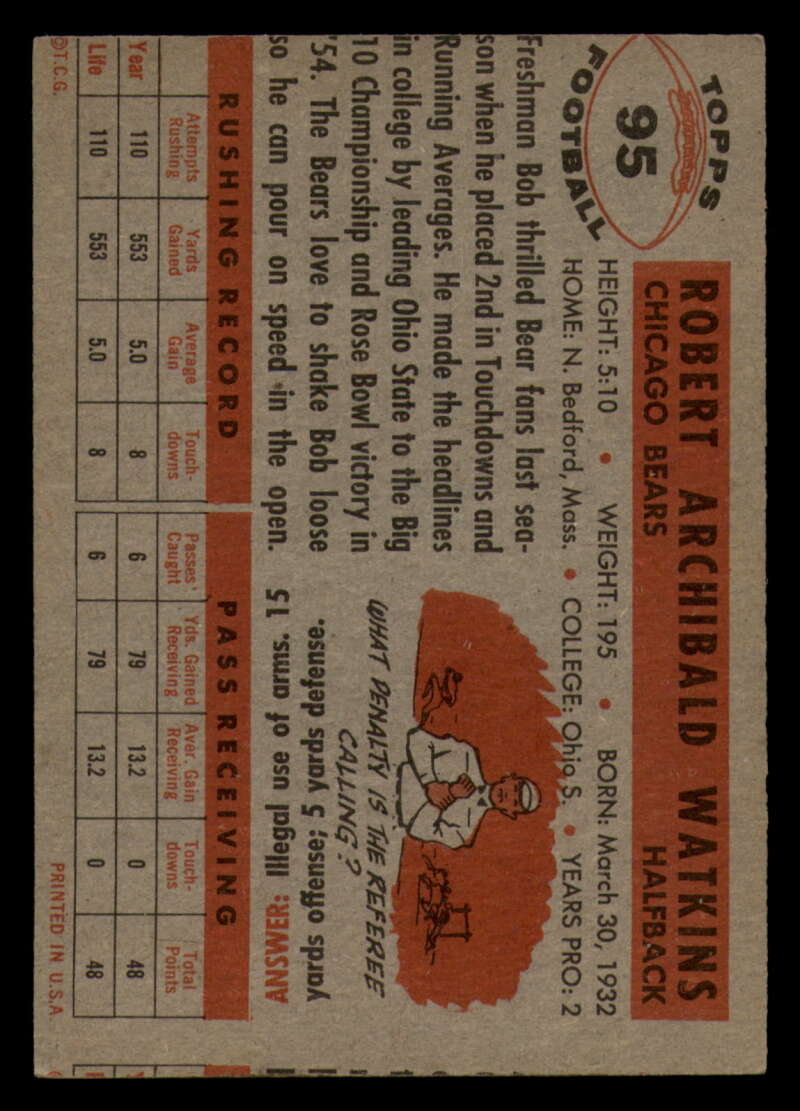 TOPPS
95
FOOTBALL
ROBERT ARCHIBALD WATKINS
CHICAGO BEARS HALFBACK
HEIGHT: 5:10 • WEIGHT: 195 • BORN: March 30, 1932
HOME: N. Bedford, Mass. • COLLEGE: Ohio S. • YEARS PRO: 2
Freshman Bob thrilled Bear fans last sea-
son when he placed 2nd in Touchdowns and
Running Averages. He made the headlines
in college by leading Ohio State to the Big
10 Championship and Rose Bowl victory in
'54. The Bears love to shake Bob loose
so he can pour on speed in the open.
WHAT PENALTY IS THE REFEREE
CALLING?
ANSWER: Illegal use of arms. 15
yards offense; 5 yards defense.
RUSHING RECORD PASS RECEIVING
Attempts Rushing Yards Gained Average Gain Touch-downs Passes Caught Yds. Gained Receiving Aver. Gain Receiving Touch-downs Total Points
Year 110 553 5.0 8 6 79 13.2 0 48
Life 110 553 5.0 8 6 79 13.2 0 48
©T.C.G. PRINTED IN U.S.A.